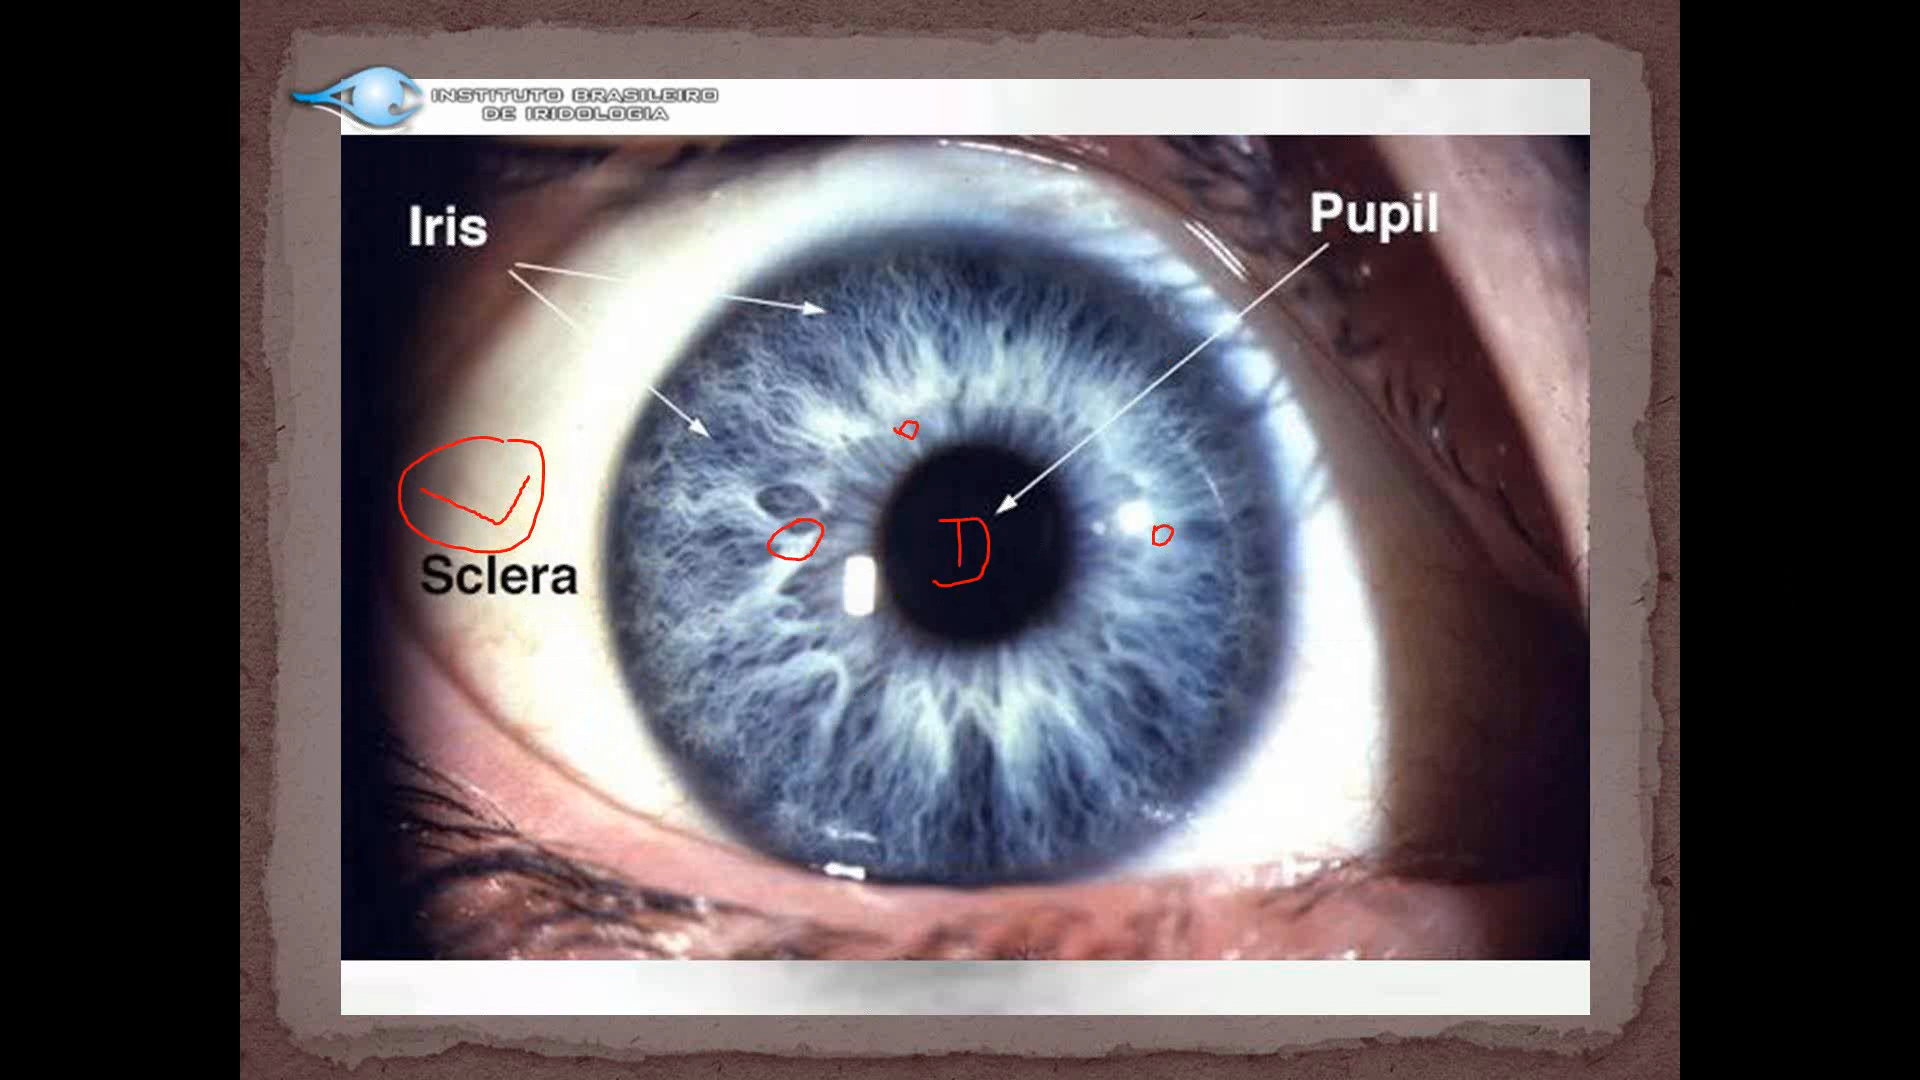 INSTITUTO BRASILEIRO
DE IRIDOLOGIA
Iris
Pupil
D
Sclera